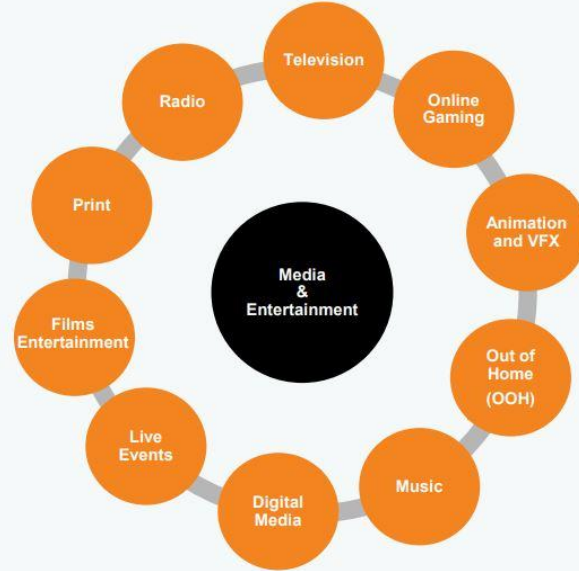 Television
Online
Gaming
Animation
and VFX
Out of
Home
(OOH)
Music
Digital
Media
Live
Events
Films
Entertainment
Print
Radio
Media
&
Entertainment